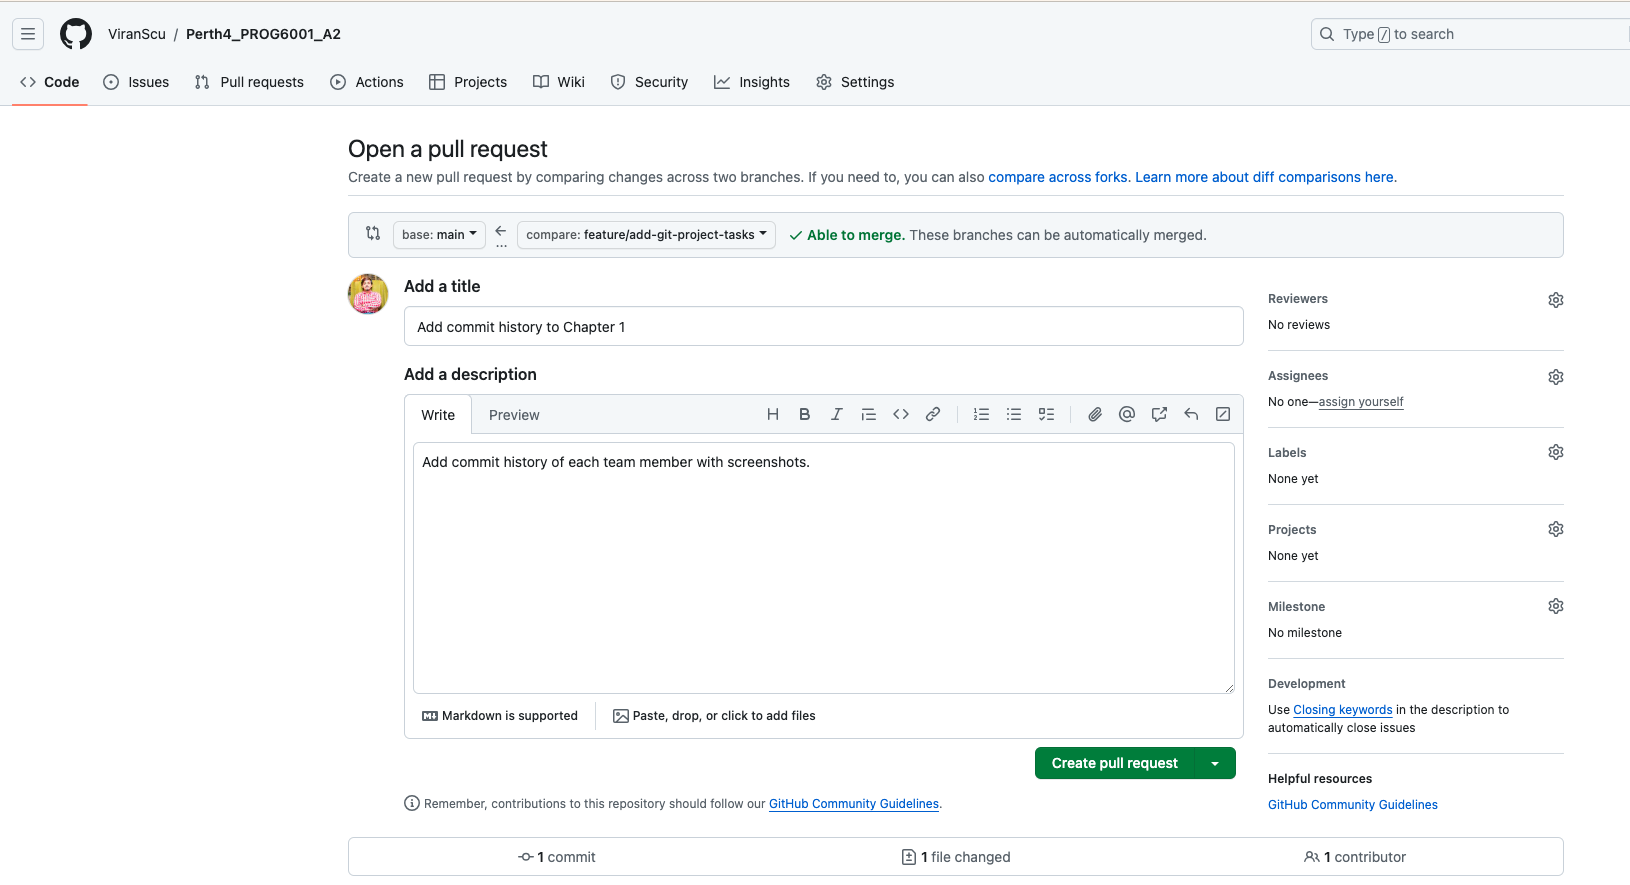 ViranScu / Perth4_PROG6001_A2
Type / to search
Code Issues Pull requests Actions Projects Wiki Security Insights Settings
Open a pull request
Create a new pull request by comparing changes across two branches. If you need to, you can also compare across forks. Learn more about diff comparisons here.
base: main ← ... compare: feature/add-git-project-tasks ✓ Able to merge. These branches can be automatically merged.
Add a title
Add commit history to Chapter 1
Add a description
Write Preview
Add commit history of each team member with screenshots.
Markdown is supported Paste, drop, or click to add files
Create pull request
Remember, contributions to this repository should follow our GitHub Community Guidelines.
Reviewers
No reviews
Assignees
No one—assign yourself
Labels
None yet
Projects
None yet
Milestone
No milestone
Development
Use Closing keywords in the description to
automatically close issues
Helpful resources
GitHub Community Guidelines
1 commit 1 file changed 1 contributor